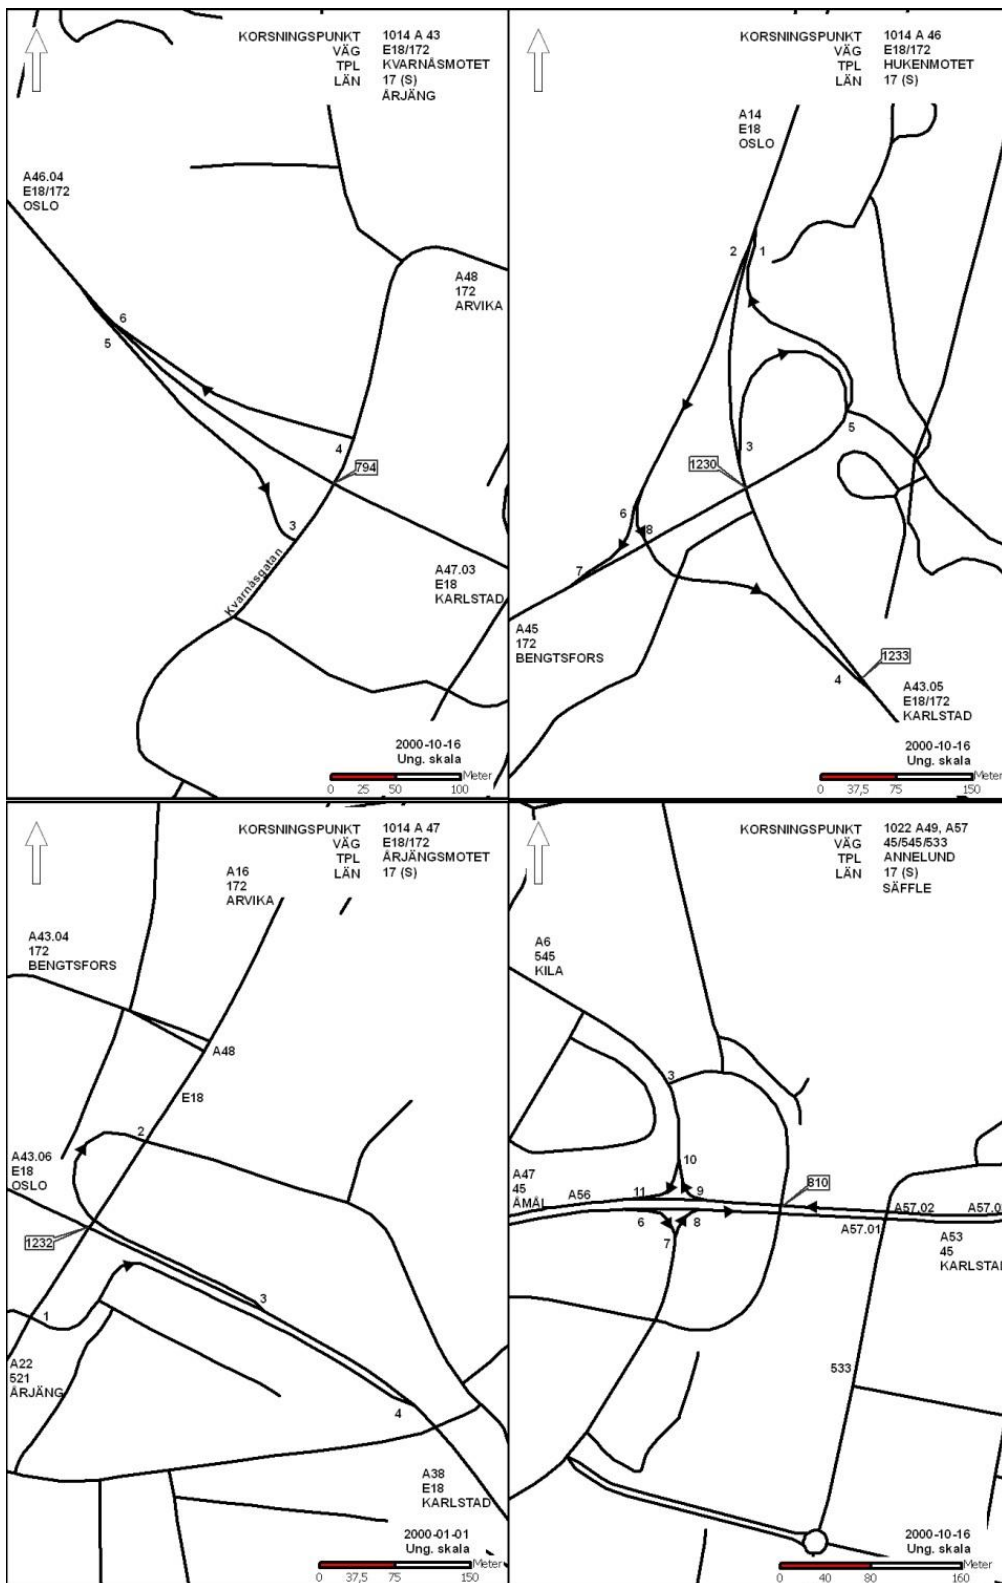 KORSNINGSPUNKT 1014 A 43
VÄG E18/172
TPL KVARNÅSMOTET
LÄN 17 (S)
ÅRJÄNG
A46.04
E18/172
OSLO
A48
172
ARVIKA
6
5
4
794
3
Kvarnåsgatan
A47.03
E18
KARLSTAD
2000-10-16
Ung. skala
Meter
0 25 50 100
KORSNINGSPUNKT 1014 A 46
VÄG E18/172
TPL HUKENMOTET
LÄN 17 (S)
A14
E18
OSLO
2 1
3
5
1230
6
8
7
A45
172
BENGTSFORS
1233
4
A43.05
E18/172
KARLSTAD
2000-10-16
Ung. skala
Meter
0 37,5 75 150
KORSNINGSPUNKT 1014 A 47
VÄG E18/172
TPL ÅRJÄNGSMOTET
LÄN 17 (S)
A16
172
ARVIKA
A43.04
172
BENGTSFORS
A48
E18
2
A43.06
E18
OSLO
1232
3
1
A22
521
ÅRJÄNG
4
A38
E18
KARLSTAD
2000-01-01
Ung. skala
Meter
0 37,5 75 150
KORSNINGSPUNKT 1022 A49, A57
VÄG 45/545/533
TPL ANNELUND
LÄN 17 (S)
SÄFFLE
A6
545
KILA
3
10
A47
45
ÅMÅL
A56
11
9
810
6
8
7
A57.02
A57.01
A53
45
KARLSTAD
533
2000-10-16
Ung. skala
Meter
0 40 80 160